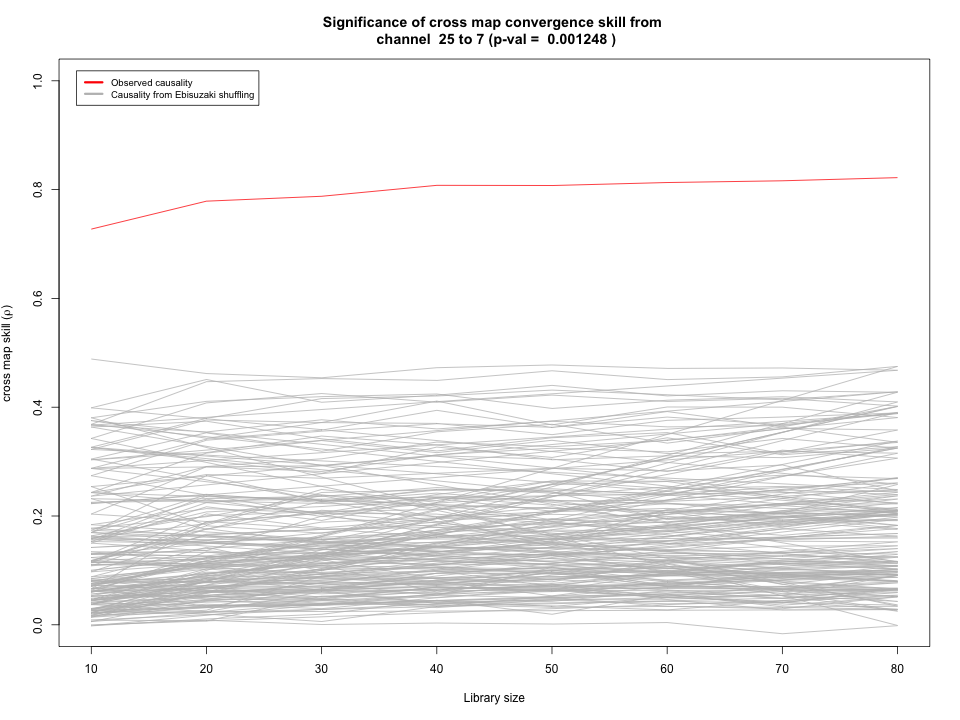 Significance of cross map convergence skill from
channel  25 to 7 (p-val =  0.001248 )
Observed causality
Causality from Ebisuzaki shuffling
cross map skill (ρ)
1.0
0.8
0.6
0.4
0.2
0.0
10 20 30 40 50 60 70 80
Library size